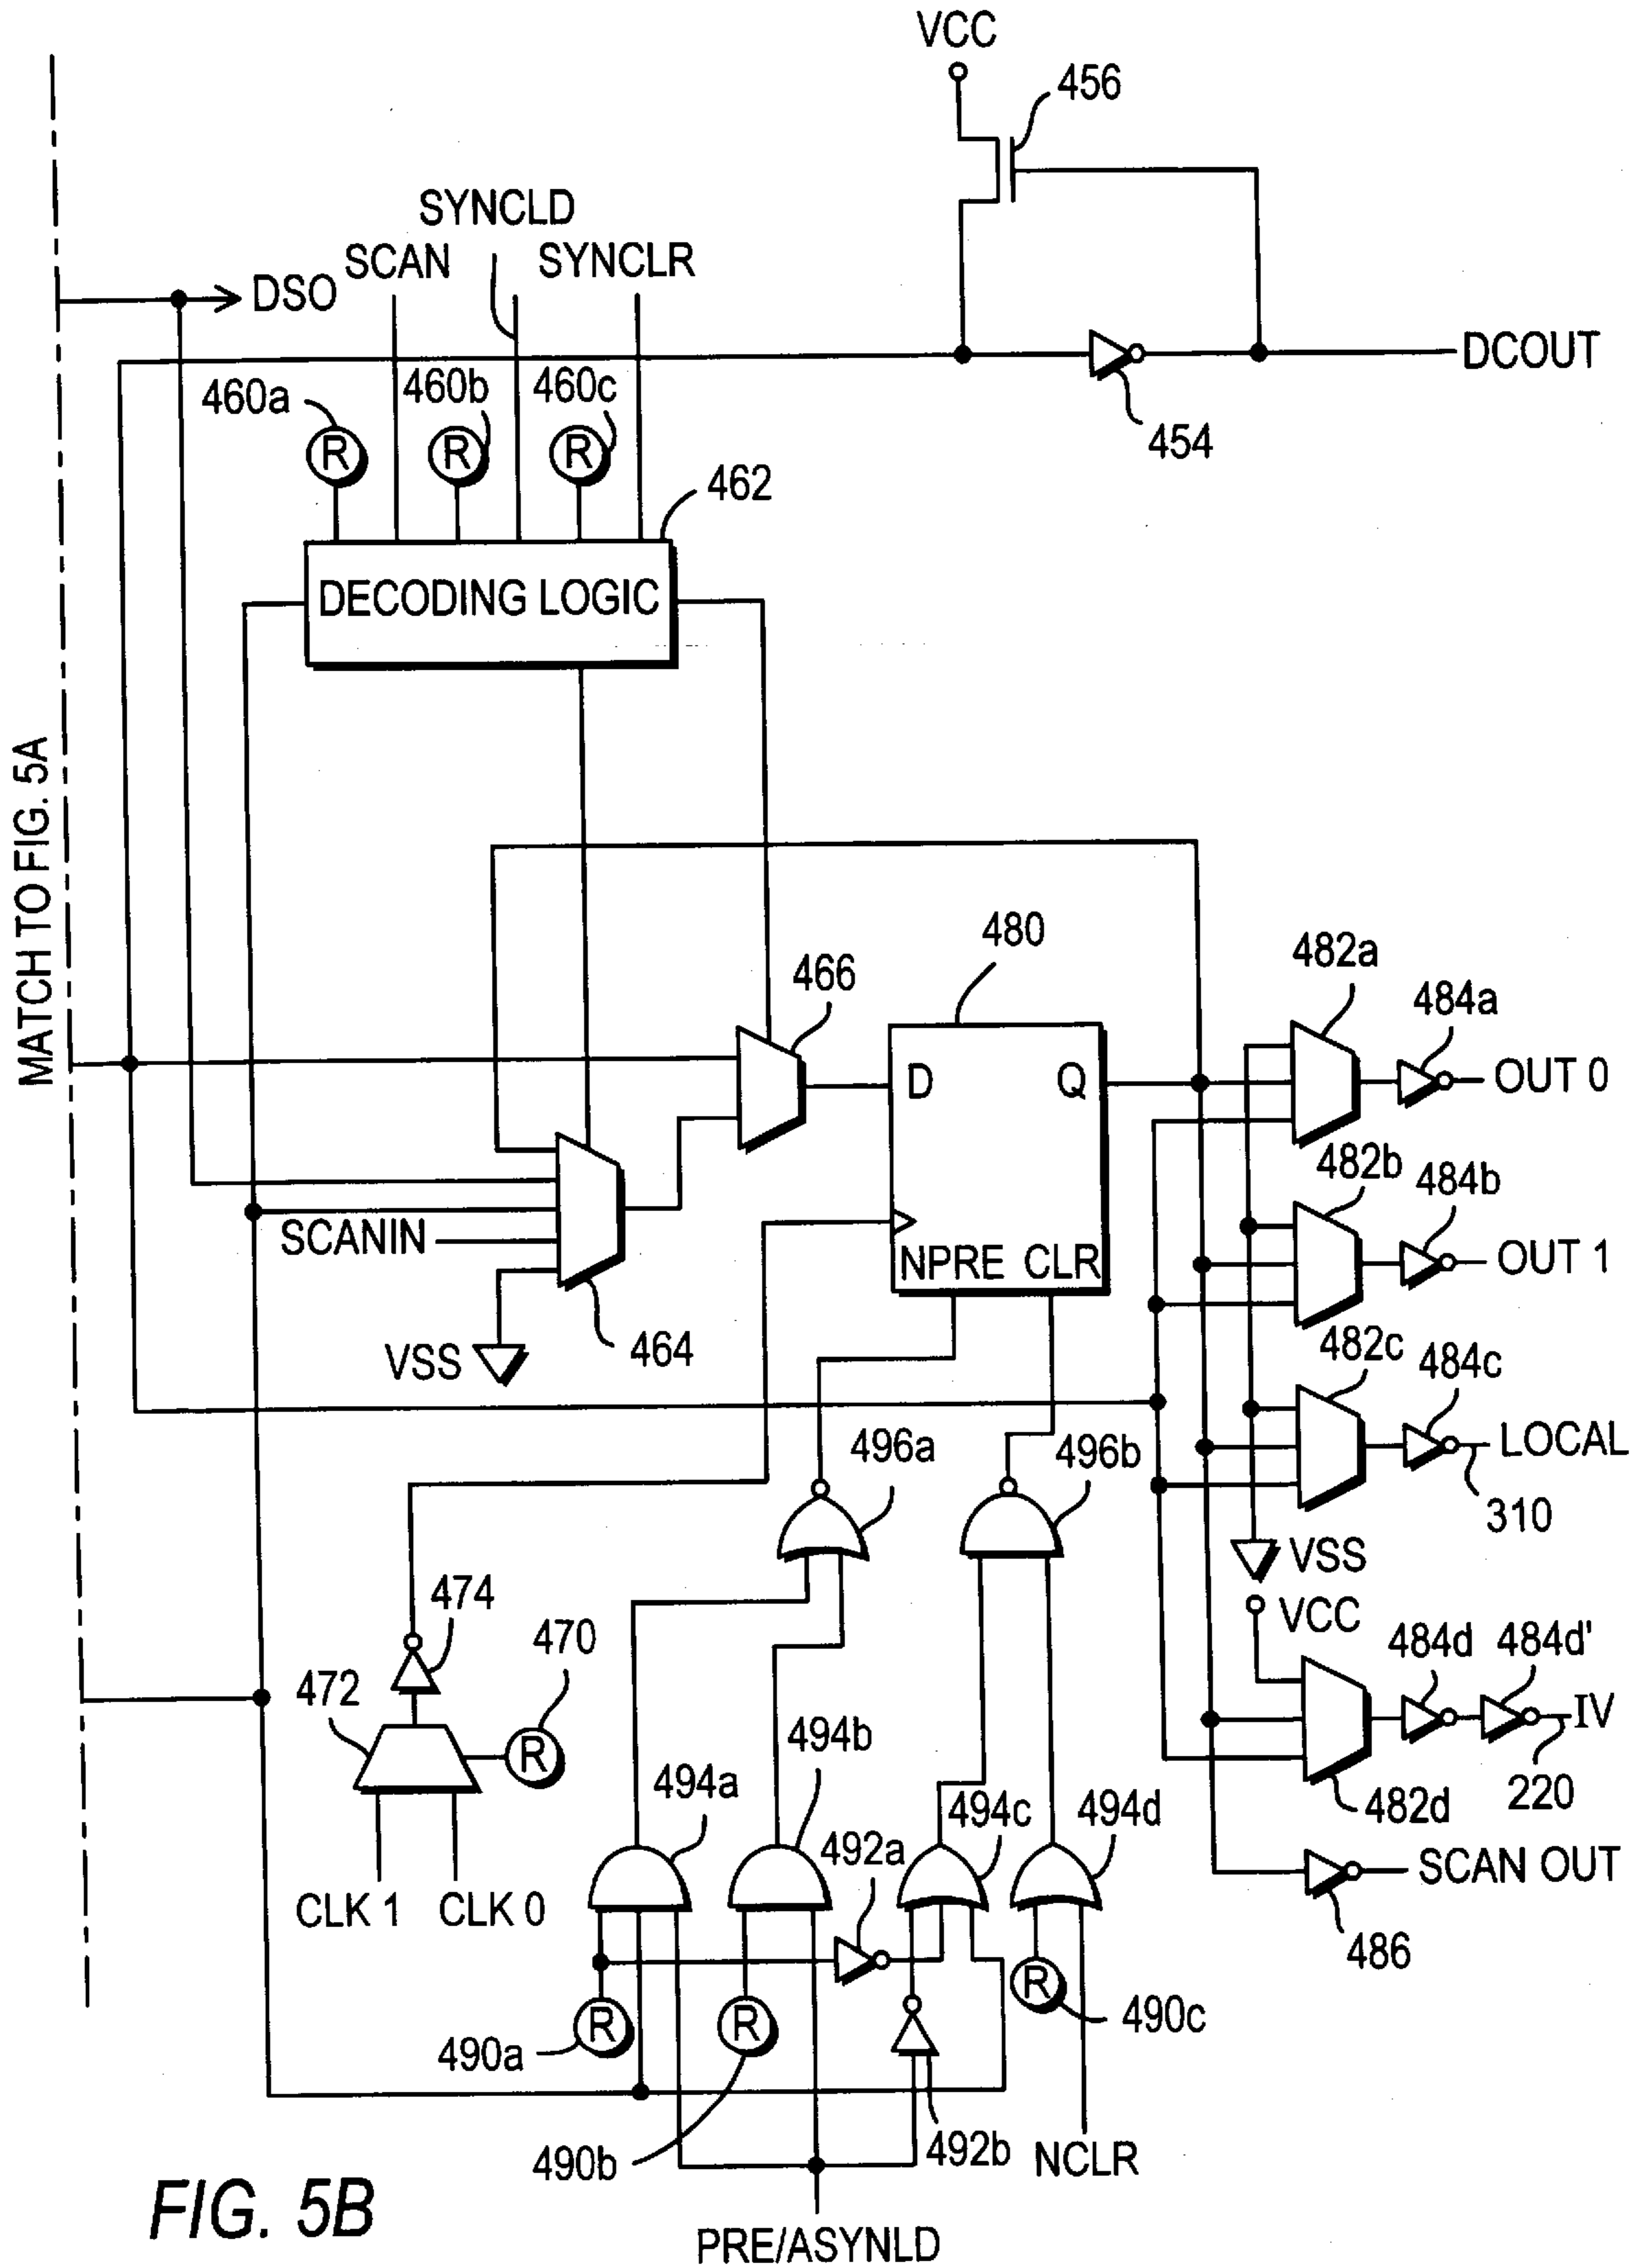 VCC
456
SYNCLD
SCAN
SYNCLR
DSO
DCOUT
460a
460b
460c
R
R
R
454
462
DECODING LOGIC
MATCH TO FIG. 5A
480
482a
466
484a
D
Q
OUT 0
482b
484b
SCANIN
NPRE CLR
OUT 1
VSS
464
482c
484c
496a
496b
LOCAL
310
VSS
474
VCC
470
484d
484d'
472
R
494b
IV
494a
220
482d
494c
494d
492a
CLK 1
CLK 0
SCAN OUT
486
R
R
R
490c
490a
490b
492b
NCLR
FIG. 5B
PRE/ASYNLD